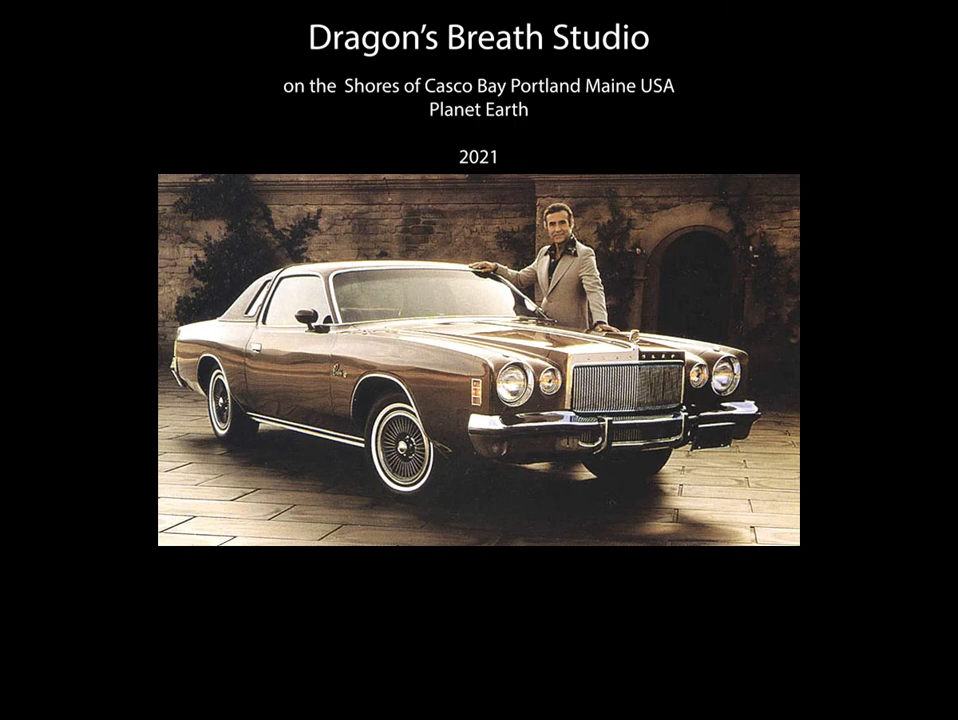 Dragon's Breath Studio
on the  Shores of Casco Bay Portland Maine USA
Planet Earth
2021